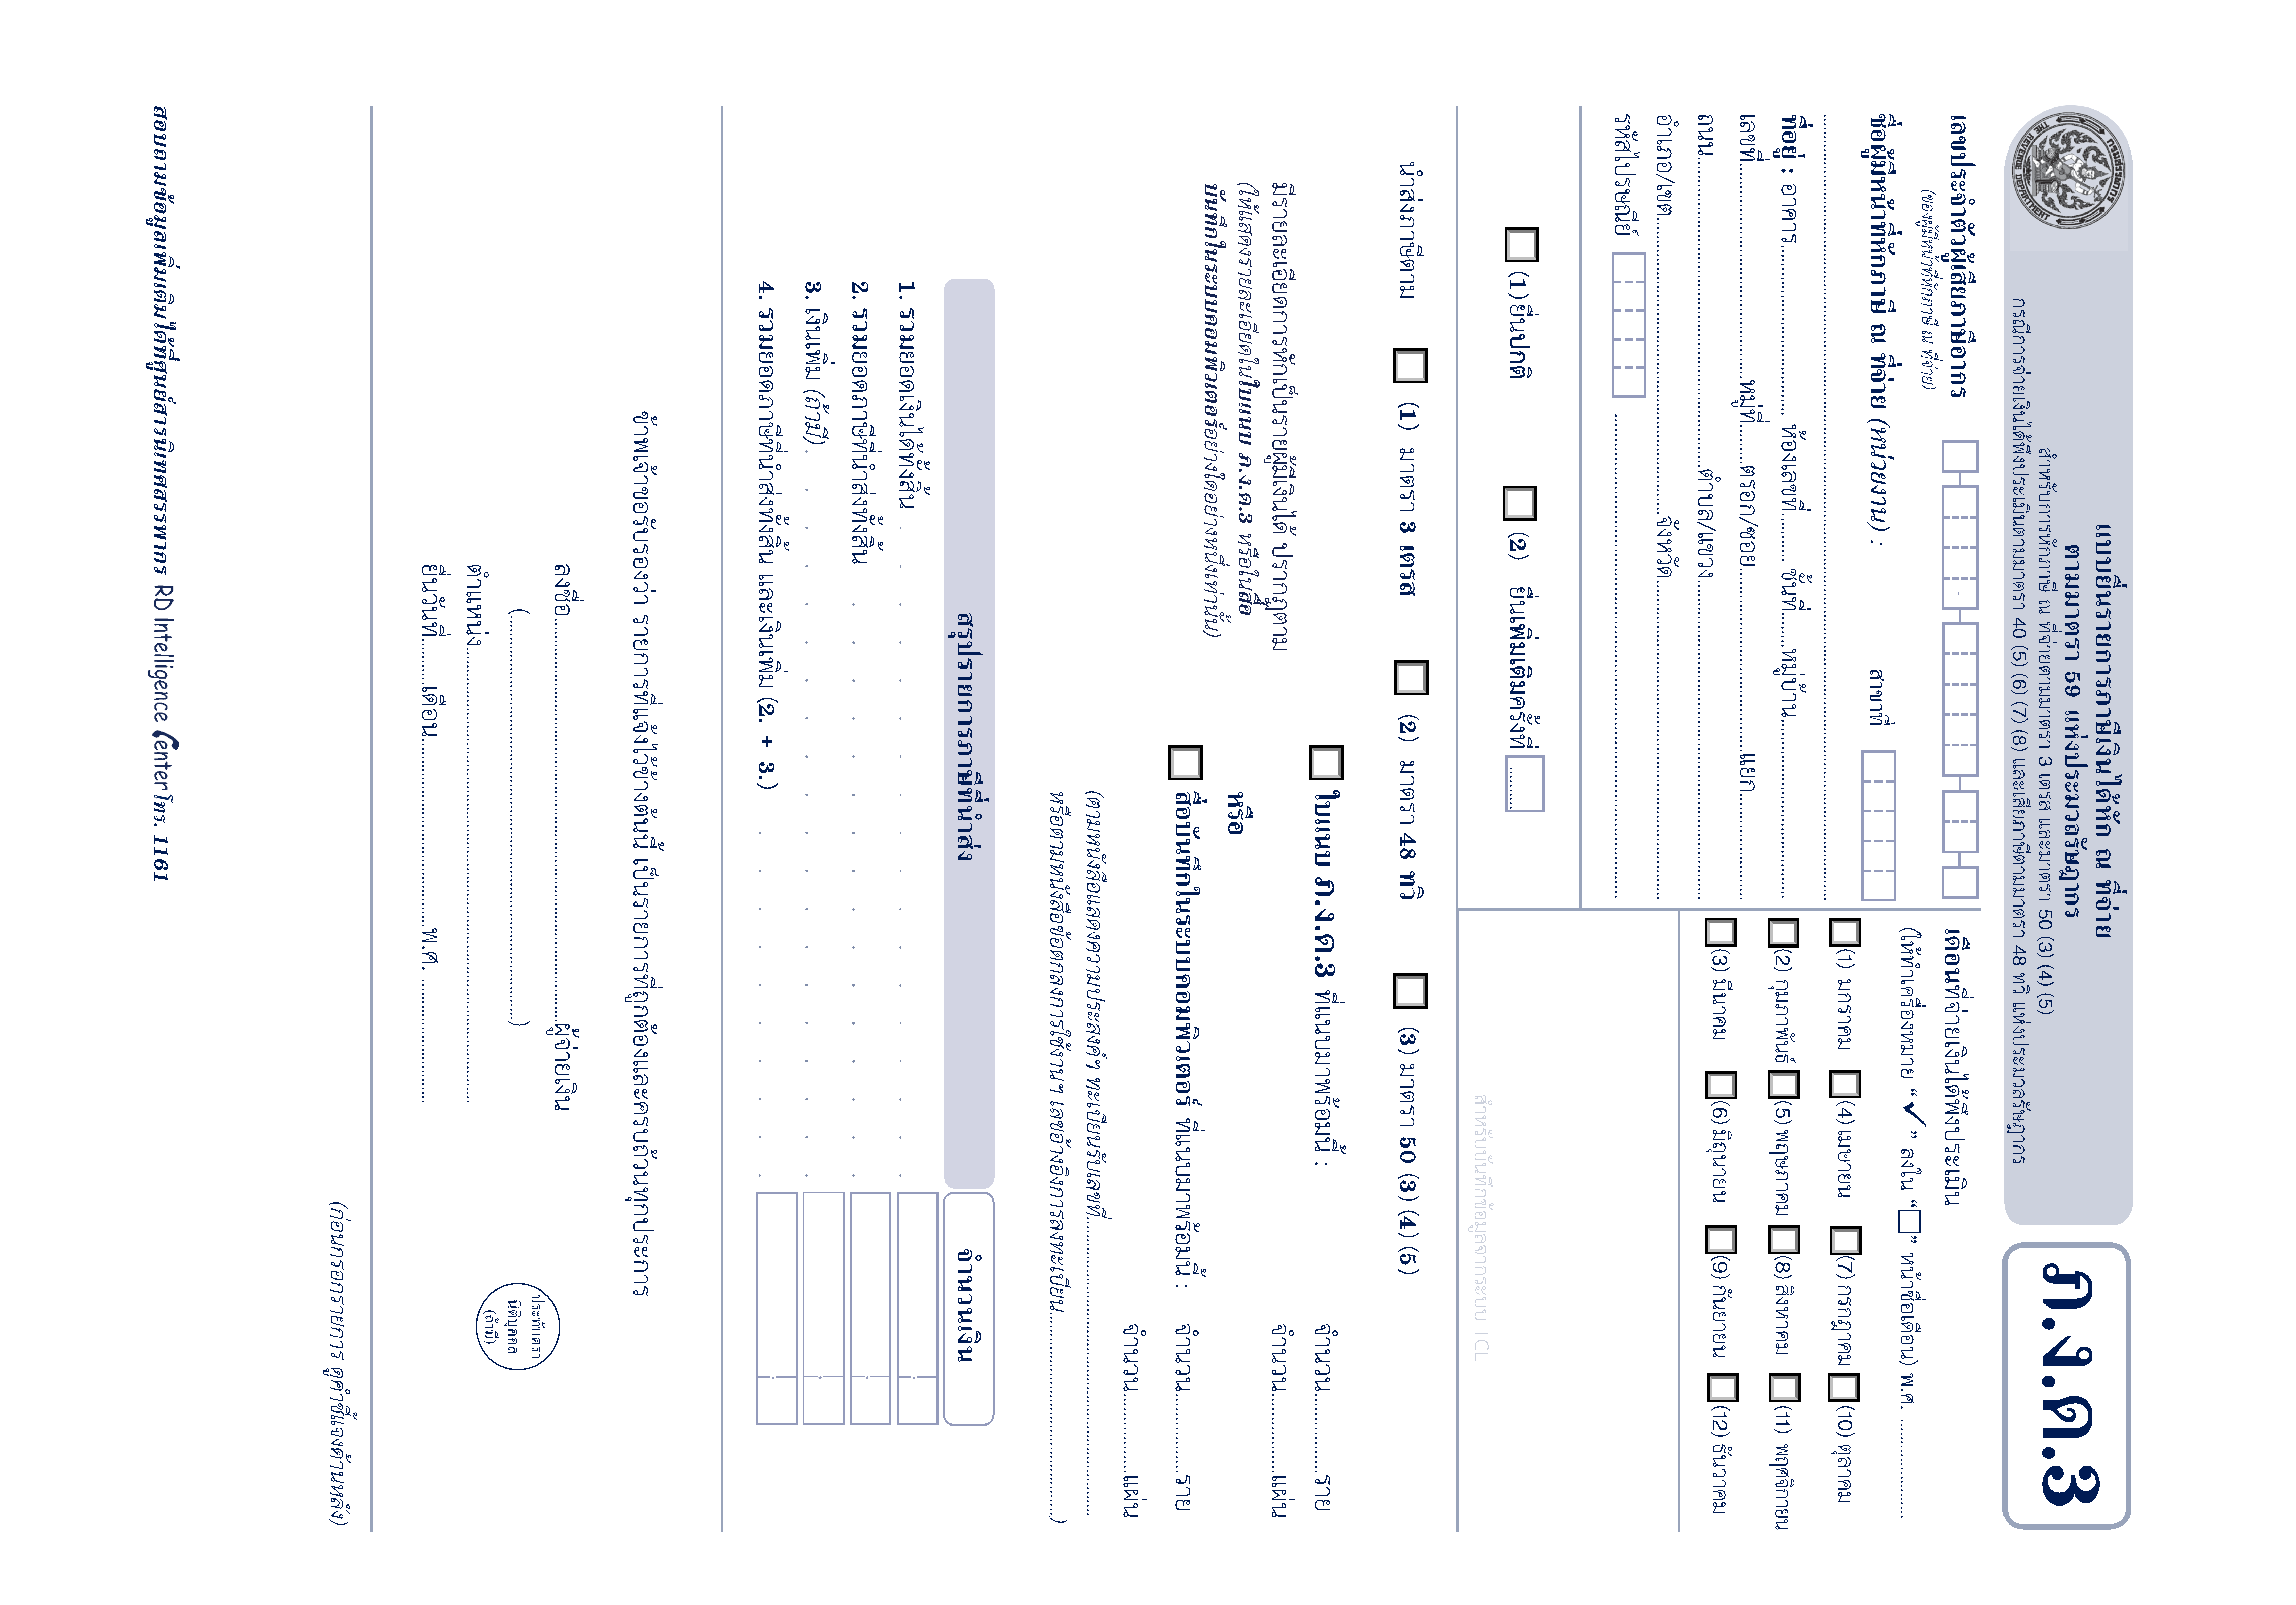 กรมสรรพากร
THE REVENUE DEPARTMENT
แบบยื่นรายการภาษีเงินได้หัก ณ ที่จ่าย
ตามมาตรา 59 แห่งประมวลรัษฎากร
สำหรับการหักภาษี ณ ที่จ่ายตามมาตรา 3 เตรส และมาตรา 50 (3) (4) (5)
กรณีการจ่ายเงินได้พึงประเมินตามมาตรา 40 (5) (6) (7) (8) และเสียภาษีตามมาตรา 48 ทวิ แห่งประมวลรัษฎากร
ภ.ง.ด.3
เลขประจำตัวผู้เสียภาษีอากร
(ของผู้มีหน้าที่หักภาษี ณ ที่จ่าย)
ชื่อผู้มีหน้าที่หักภาษี ณ ที่จ่าย (หน่วยงาน) : สาขาที่
ที่อยู่ : อาคาร.......... ห้องเลขที่.......... ชั้นที่..........หมู่บ้าน..........
เลขที่..........หมู่ที่..........ตรอก/ซอย..........แยก..........
ถนน..........ตำบล/แขวง..........
อำเภอ/เขต..........จังหวัด..........
รหัสไปรษณีย์
เดือนที่จ่ายเงินได้พึงประเมิน
(ให้ทำเครื่องหมาย “✓” ลงใน “☐” หน้าชื่อเดือน) พ.ศ. ..........
(1) มกราคม (4) เมษายน (7) กรกฎาคม (10) ตุลาคม
(2) กุมภาพันธ์ (5) พฤษภาคม (8) สิงหาคม (11) พฤศจิกายน
(3) มีนาคม (6) มิถุนายน (9) กันยายน (12) ธันวาคม
(1) ยื่นปกติ (2) ยื่นเพิ่มเติมครั้งที่
สำหรับบันทึกข้อมูลจากระบบ TCL
นำส่งภาษีตาม (1) มาตรา 3 เตรส (2) มาตรา 48 ทวิ (3) มาตรา 50 (3) (4) (5)
มีรายละเอียดการหักเป็นรายผู้มีเงินได้ ปรากฏตาม
(ให้แสดงรายละเอียดในใบแนบ ภ.ง.ด.3 หรือในสื่อ
บันทึกในระบบคอมพิวเตอร์อย่างใดอย่างหนึ่งเท่านั้น)
ใบแนบ ภ.ง.ด.3 ที่แนบมาพร้อมนี้ : จำนวน..........ราย
จำนวน..........แผ่น
หรือ
สื่อบันทึกในระบบคอมพิวเตอร์ ที่แนบมาพร้อมนี้ : จำนวน..........ราย
จำนวน..........แผ่น
(ตามหนังสือแสดงความประสงค์ฯ ทะเบียนรับเลขที่..........
หรือตามหนังสือข้อตกลงการใช้งานฯ เลขอ้างอิงการลงทะเบียน..........)
สรุปรายการภาษีที่นำส่ง จำนวนเงิน
1. รวมยอดเงินได้ทั้งสิ้น
2. รวมยอดภาษีที่นำส่งทั้งสิ้น
3. เงินเพิ่ม (ถ้ามี)
4. รวมยอดภาษีที่นำส่งทั้งสิ้น และเงินเพิ่ม (2. + 3.)
ข้าพเจ้าขอรับรองว่า รายการที่แจ้งไว้ข้างต้นนี้ เป็นรายการที่ถูกต้องและครบถ้วนทุกประการ
ลงชื่อ..........ผู้จ่ายเงิน
(..........)
ตำแหน่ง..........
ยื่นวันที่..........เดือน..........พ.ศ. ..........
ประทับตรา
นิติบุคคล
(ถ้ามี)
(ก่อนกรอกรายการ ดูคำชี้แจงด้านหลัง)
สอบถามข้อมูลเพิ่มเติมได้ที่ศูนย์สารนิเทศสรรพากร RD Intelligence Center โทร. 1161